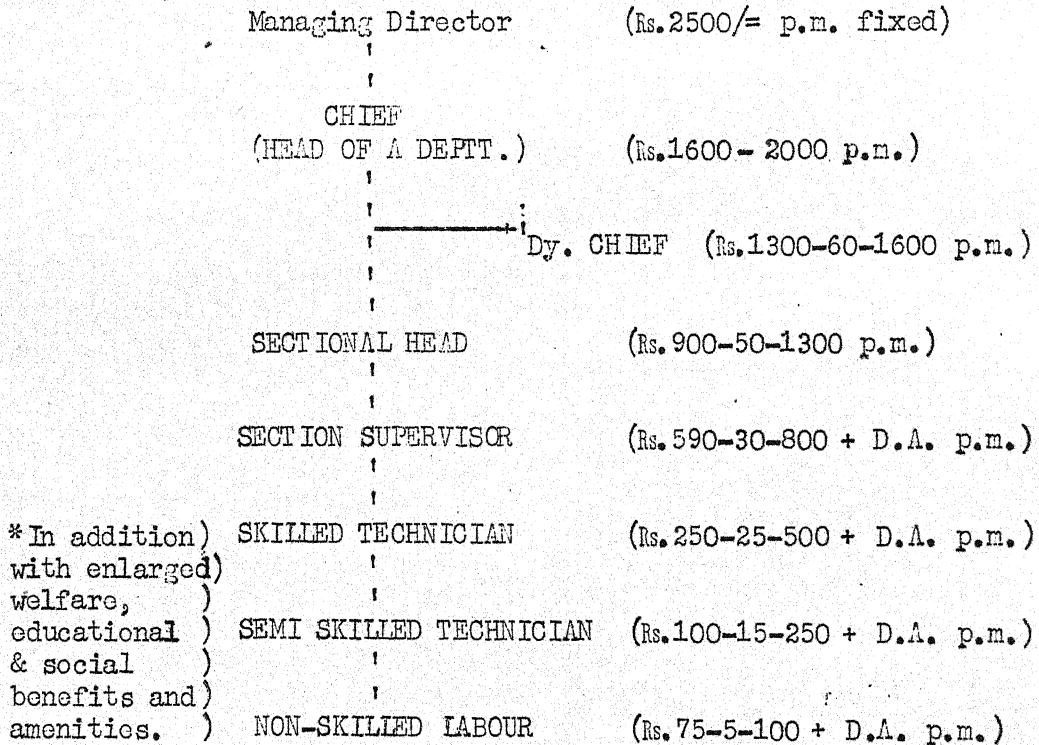 Managing Director (Rs.2500/= p.m. fixed)
CHIEF
(HEAD OF A DEPTT.) (Rs.1600 - 2000 p.m.)
Dy. CHIEF (Rs.1300-60-1600 p.m.)
SECTIONAL HEAD (Rs.900-50-1300 p.m.)
SECTION SUPERVISOR (Rs.590-30-800 + D.A. p.m.)
*In addition) SKILLED TECHNICIAN (Rs.250-25-500 + D.A. p.m.)
with enlarged)
welfare, )
educational ) SEMI SKILLED TECHNICIAN (Rs.100-15-250 + D.A. p.m.)
& social )
benefits and)
amenities. ) NON-SKILLED LABOUR (Rs.75-5-100 + D.A. p.m.)